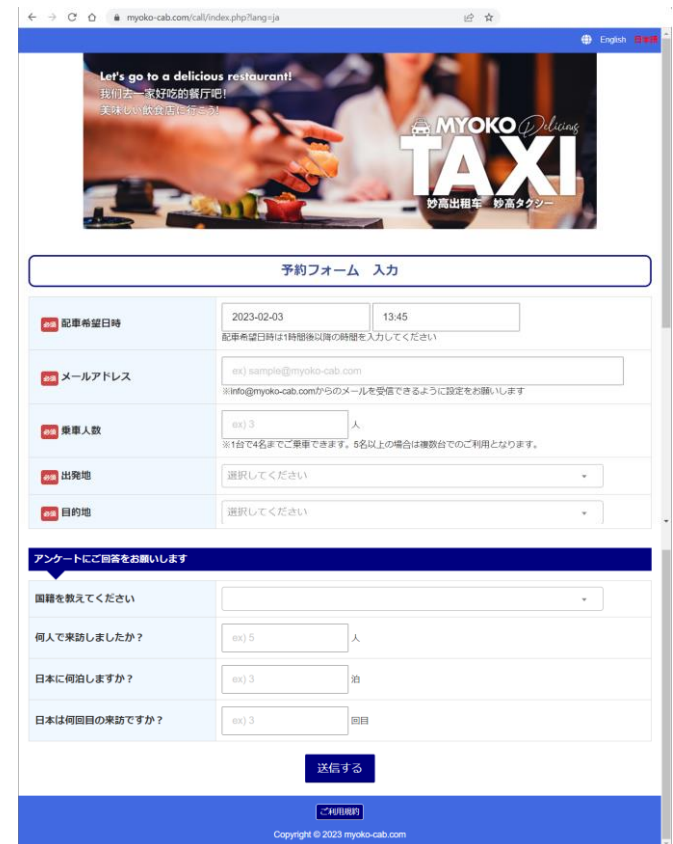 myoko-cab.com/call/index.php?lang=ja
English 日本語
Let's go to a delicious restaurant!
我们去一家好吃的餐厅吧!
美味しい飲食店に行こう!
MYOKO Delicious
TAXI
妙高出租车 妙高タクシー
予約フォーム 入力
必須 配車希望日時
2023-02-03 13:45
配車希望日時は1時間後以降の時間を入力してください
必須 メールアドレス
ex) sample@myoko-cab.com
※info@myoko-cab.comからのメールを受信できるように設定をお願いします
必須 乗車人数
ex) 3 人
※1台で4名までご乗車できます。5名以上の場合は複数台でのご利用となります。
必須 出発地
選択してください
必須 目的地
選択してください
アンケートにご回答をお願いします
国籍を教えてください
何人で来訪しましたか?
ex) 5 人
日本に何泊しますか?
ex) 3 泊
日本は何回目の来訪ですか?
ex) 3 回目
送信する
ご利用規約
Copyright © 2023 myoko-cab.com